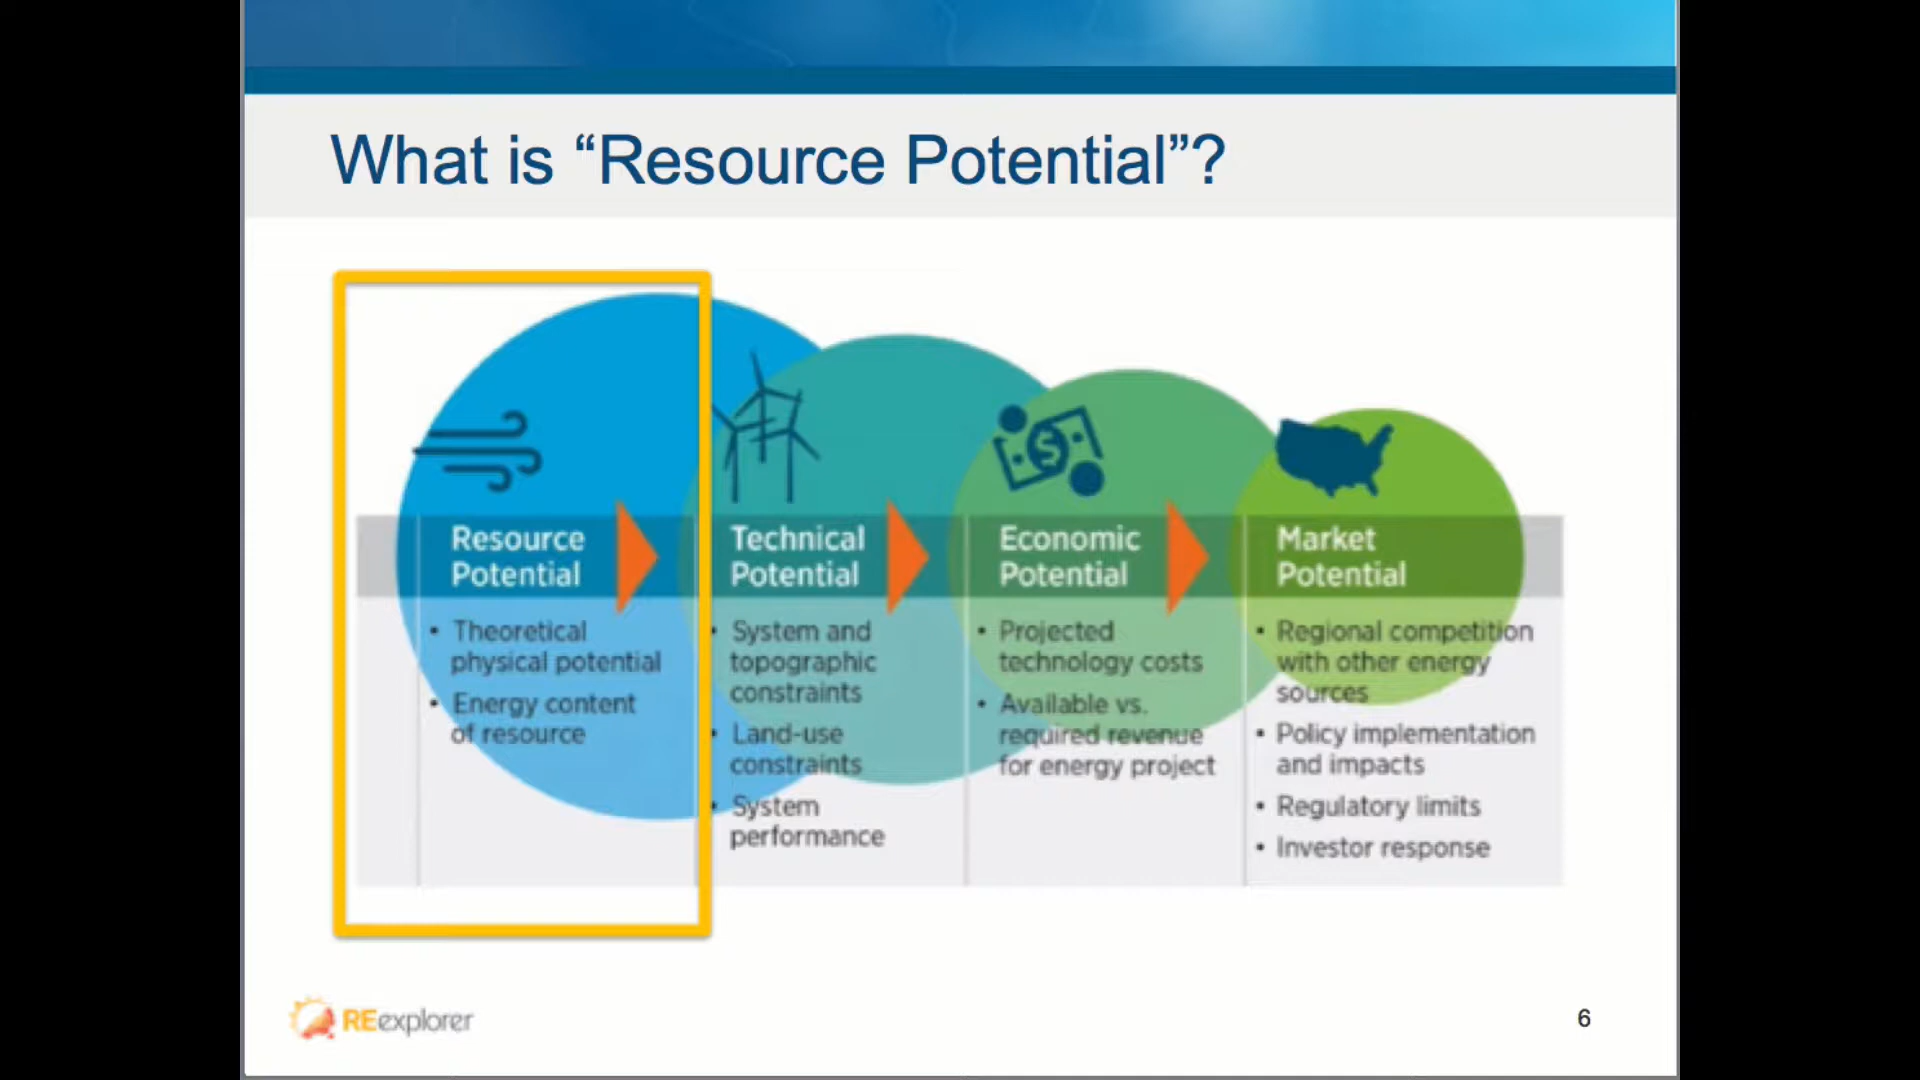 What is “Resource Potential”?
Resource
Potential
• Theoretical
physical potential
• Energy content
of resource
Technical
Potential
• System and
topographic
constraints
• Land-use
constraints
• System
performance
Economic
Potential
• Projected
technology costs
• Available vs.
required revenue
for energy project
Market
Potential
• Regional competition
with other energy
sources
• Policy implementation
and impacts
• Regulatory limits
• Investor response
REexplorer
6